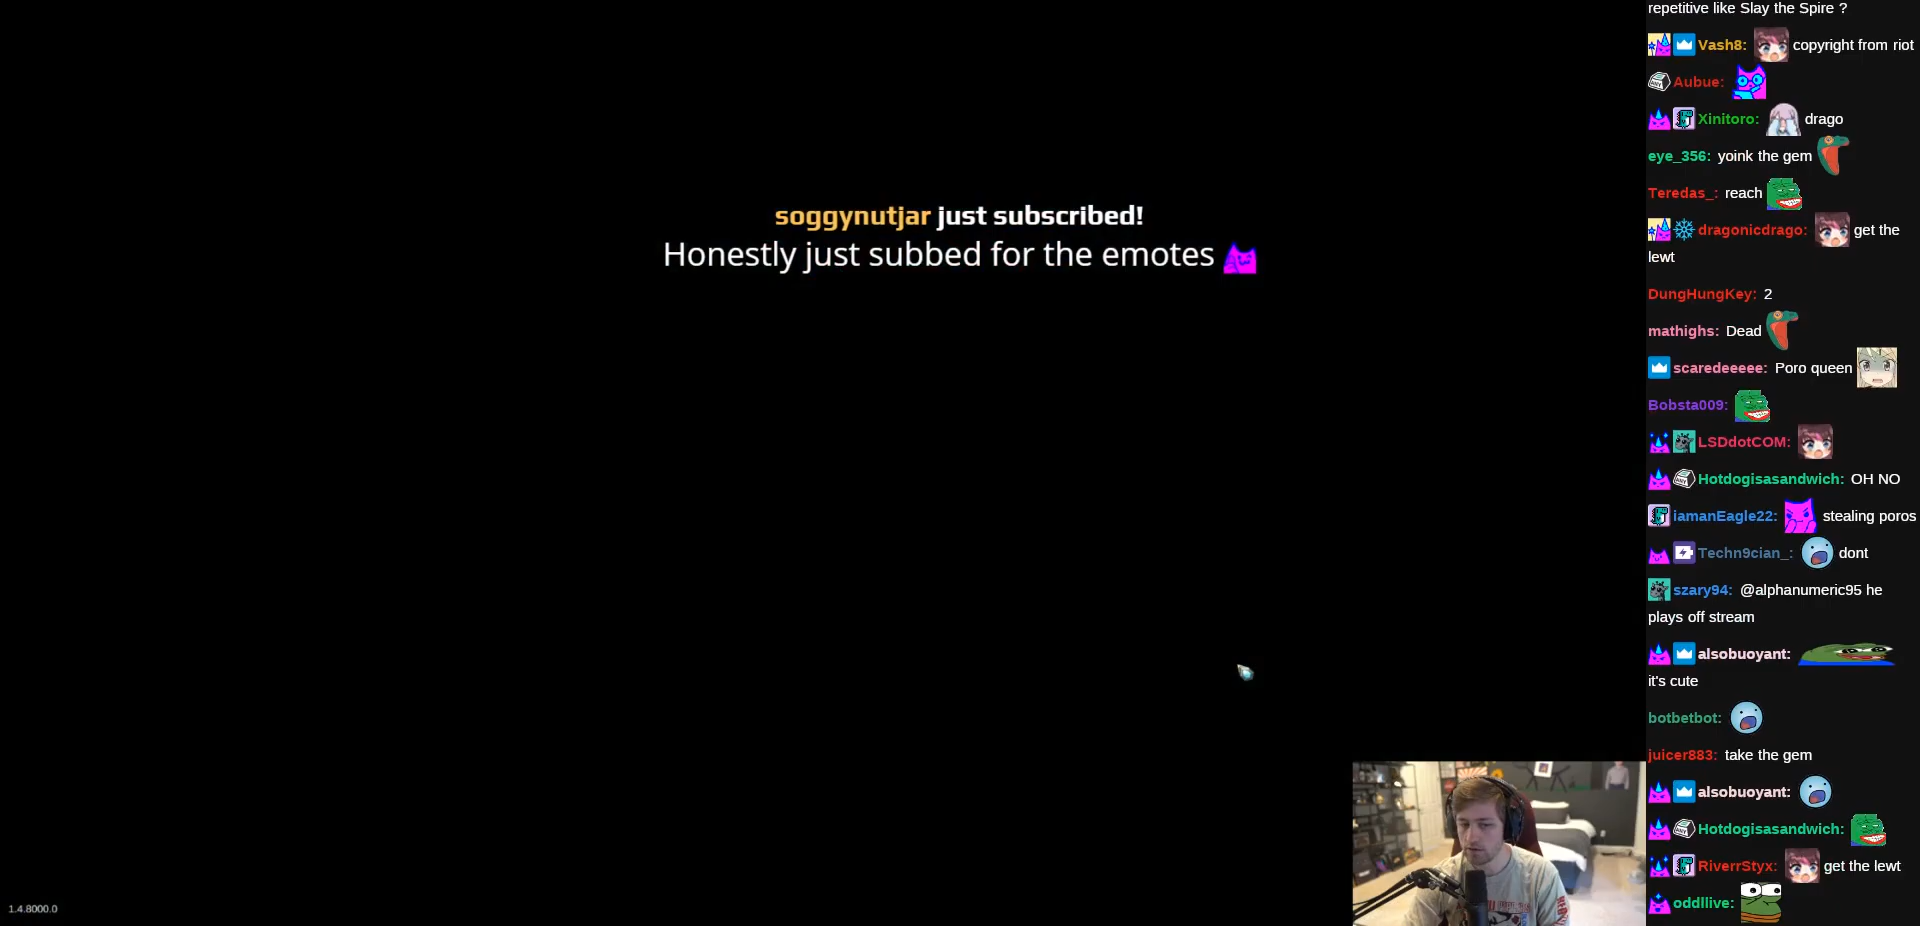 soggynutjar just subscribed!
Honestly just subbed for the emotes
1.4.8000.0
repetitive like Slay the Spire ?
Vash8: copyright from riot
Aubue:
Xinitoro: drago
eye_356: yoink the gem
Teredas_: reach
dragonicdrago: get the
lewt
DungHungKey: 2
mathighs: Dead
scaredeeeee: Poro queen
Bobsta009:
LSDdotCOM:
Hotdogisasandwich: OH NO
iamanEagle22: stealing poros
Techn9cian_: dont
szary94: @alphanumeric95 he
plays off stream
alsobuoyant:
it's cute
botbetbot:
juicer883: take the gem
alsobuoyant:
Hotdogisasandwich:
RiverrStyx: get the lewt
oddllive: